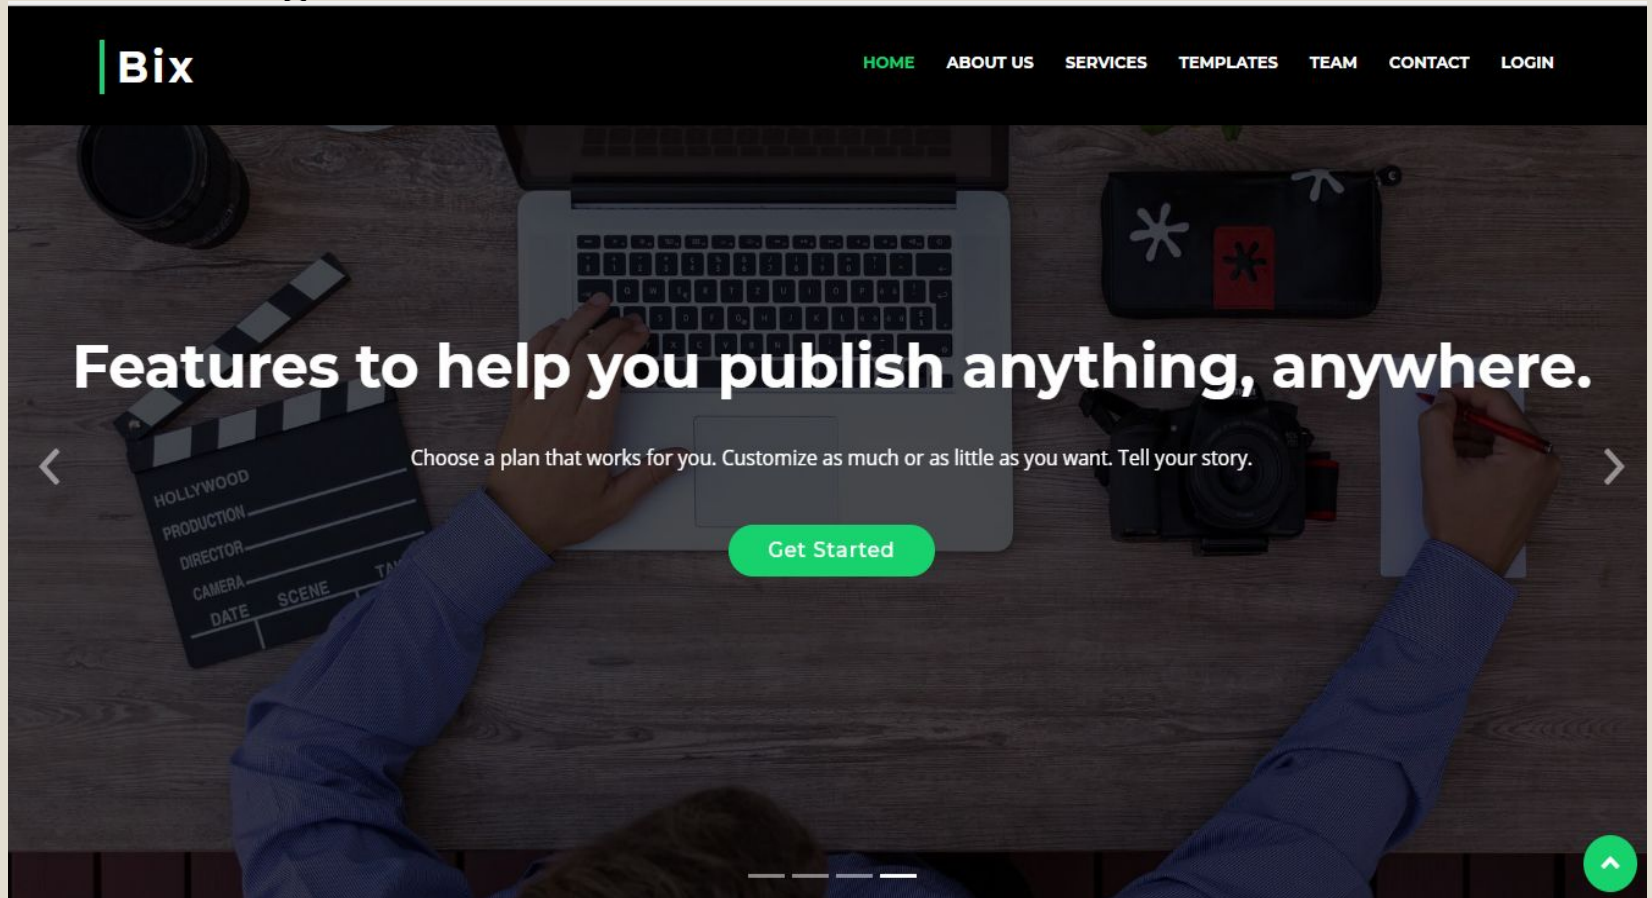 Bix
HOME ABOUT US SERVICES TEMPLATES TEAM CONTACT LOGIN
Features to help you publish anything, anywhere.
Choose a plan that works for you. Customize as much or as little as you want. Tell your story.
Get Started
HOLLYWOOD
PRODUCTION
DIRECTOR
CAMERA
DATE SCENE